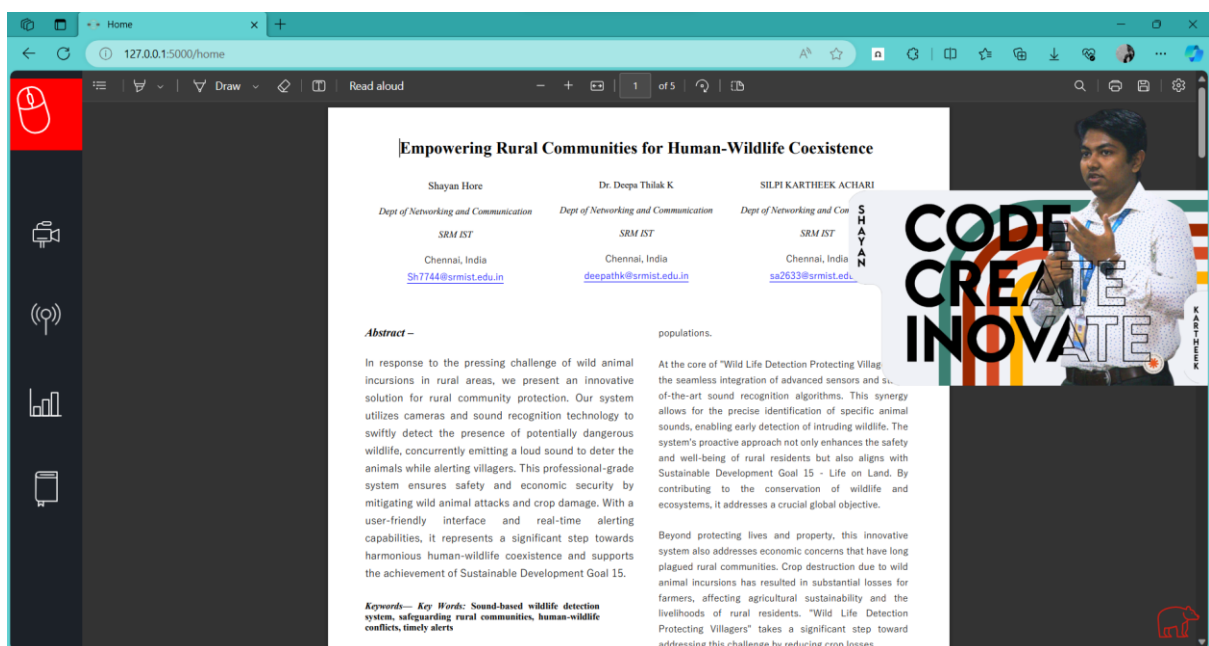 Home
127.0.0.1:5000/home
Draw
Read aloud
1
of 5
Empowering Rural Communities for Human-Wildlife Coexistence
Shayan Hore
Dept of Networking and Communication
SRM IST
Chennai, India
Sh7744@srmist.edu.in
Dr. Deepa Thilak K
Dept of Networking and Communication
SRM IST
Chennai, India
deepathk@srmist.edu.in
SILPI KARTHEEK ACHARI
Dept of Networking and Con
SRM IST
Chennai, India
sa2633@srmist.edu
SHAYAN
CODE
CREATE
INOVATE
KARTHEEK
Abstract –
In response to the pressing challenge of wild animal
incursions in rural areas, we present an innovative
solution for rural community protection. Our system
utilizes cameras and sound recognition technology to
swiftly detect the presence of potentially dangerous
wildlife, concurrently emitting a loud sound to deter the
animals while alerting villagers. This professional-grade
system ensures safety and economic security by
mitigating wild animal attacks and crop damage. With a
user-friendly interface and real-time alerting
capabilities, it represents a significant step towards
harmonious human-wildlife coexistence and supports
the achievement of Sustainable Development Goal 15.
Keywords— Key Words: Sound-based wildlife detection
system, safeguarding rural communities, human-wildlife
conflicts, timely alerts
populations.
At the core of "Wild Life Detection Protecting Villag
the seamless integration of advanced sensors and
of-the-art sound recognition algorithms. This synergy
allows for the precise identification of specific animal
sounds, enabling early detection of intruding wildlife. The
system's proactive approach not only enhances the safety
and well-being of rural residents but also aligns with
Sustainable Development Goal 15 - Life on Land. By
contributing to the conservation of wildlife and
ecosystems, it addresses a crucial global objective.
Beyond protecting lives and property, this innovative
system also addresses economic concerns that have long
plagued rural communities. Crop destruction due to wild
animal incursions has resulted in substantial losses for
farmers, affecting agricultural sustainability and the
livelihoods of rural residents. "Wild Life Detection
Protecting Villagers" takes a significant step toward
addressing this challenge by reducing crop losses